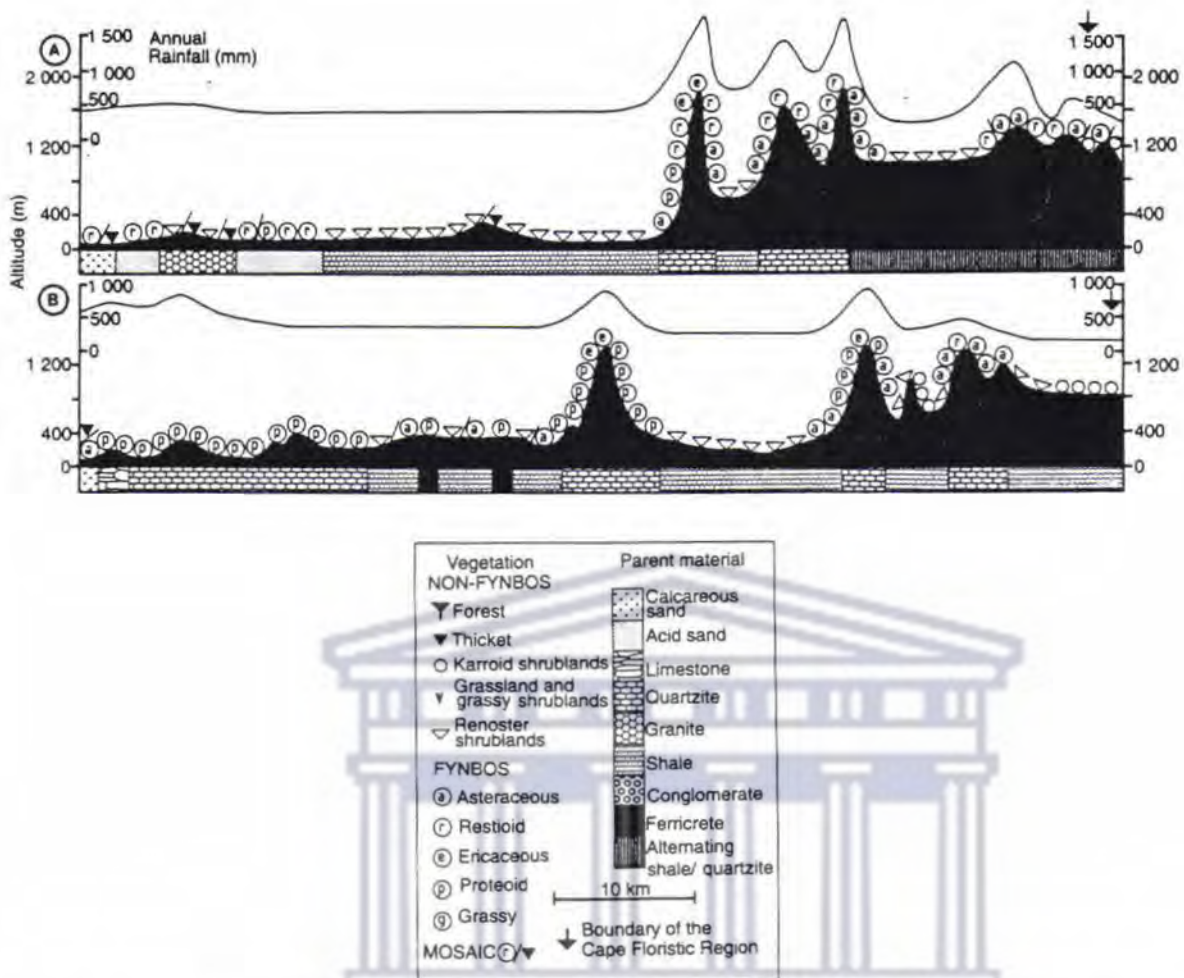 A
1 500 Annual
Rainfall (mm)
1 000
2 000
500
0
1 200
400
0
1 500
1 000
2 000
500
0
1 200
400
0
Altitude (m)
r r r r p r r
a p p r r e e r r r a a a
r r r a a r r r a a a a
r a a r r a a r
B
1 000
500
0
1 200
400
0
1 000
500
0
1 200
400
0
a p p p p p p p p p p p p p p p
a p a p a p
p p p p e e p p p p p p
a a p p p e p a a
a a r a a a
Vegetation
NON-FYNBOS
Forest
Thicket
Karroid shrublands
Grassland and
grassy shrublands
Renoster
shrublands
FYNBOS
a Asteraceous
r Restioid
e Ericaceous
p Proteoid
g Grassy
MOSAIC r/
Parent material
Calcareous
sand
Acid sand
Limestone
Quartzite
Granite
Shale
Conglomerate
Ferricrete
Alternating
shale/ quartzite
10 km
Boundary of the
Cape Floristic Region